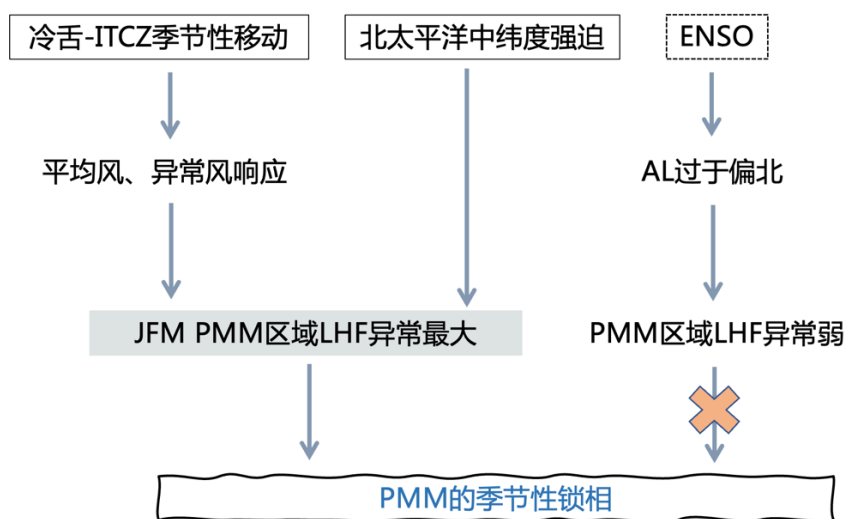 冷舌-ITCZ季节性移动
北太平洋中纬度强迫
ENSO
平均风、异常风响应
AL过于偏北
JFM PMM区域LHF异常最大
PMM区域LHF异常弱
PMM的季节性锁相